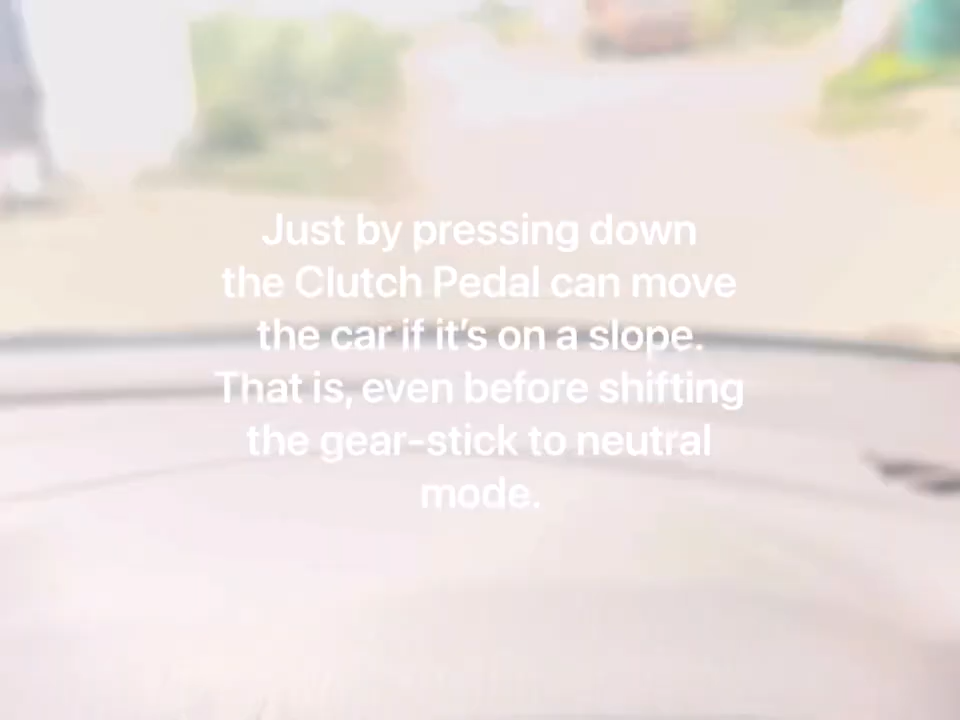 Just by pressing down
the Clutch Pedal can move
the car if it's on a slope.
That is, even before shifting
the gear-stick to neutral
mode.